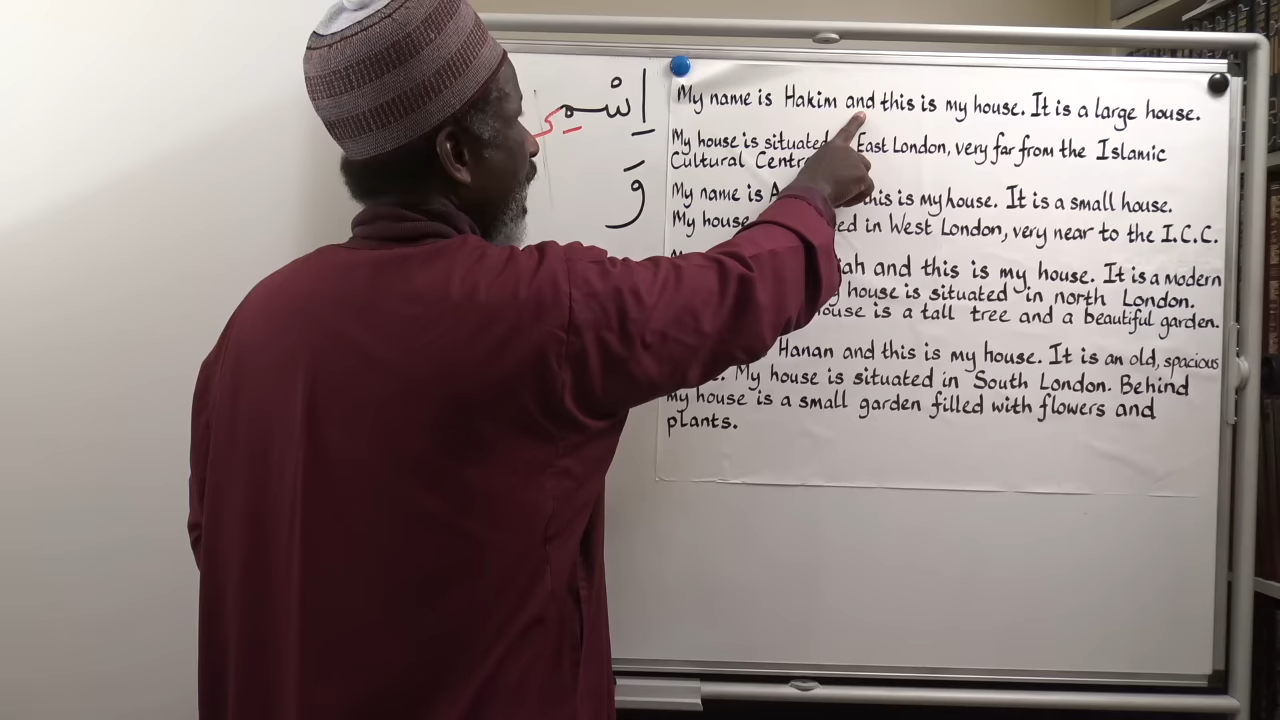 اِسْمِي
وَ
My name is Hakim and this is my house. It is a large house.
My house is situated East London, very far from the Islamic
Cultural Centre
My name is this is my house. It is a small house.
My house in West London, very near to the I.C.C.
and this is my house. It is a modern
house is situated in north London.
house is a tall tree and a beautiful garden.
Hanan and this is my house. It is an old, spacious
My house is situated in South London. Behind
my house is a small garden filled with flowers and
plants.